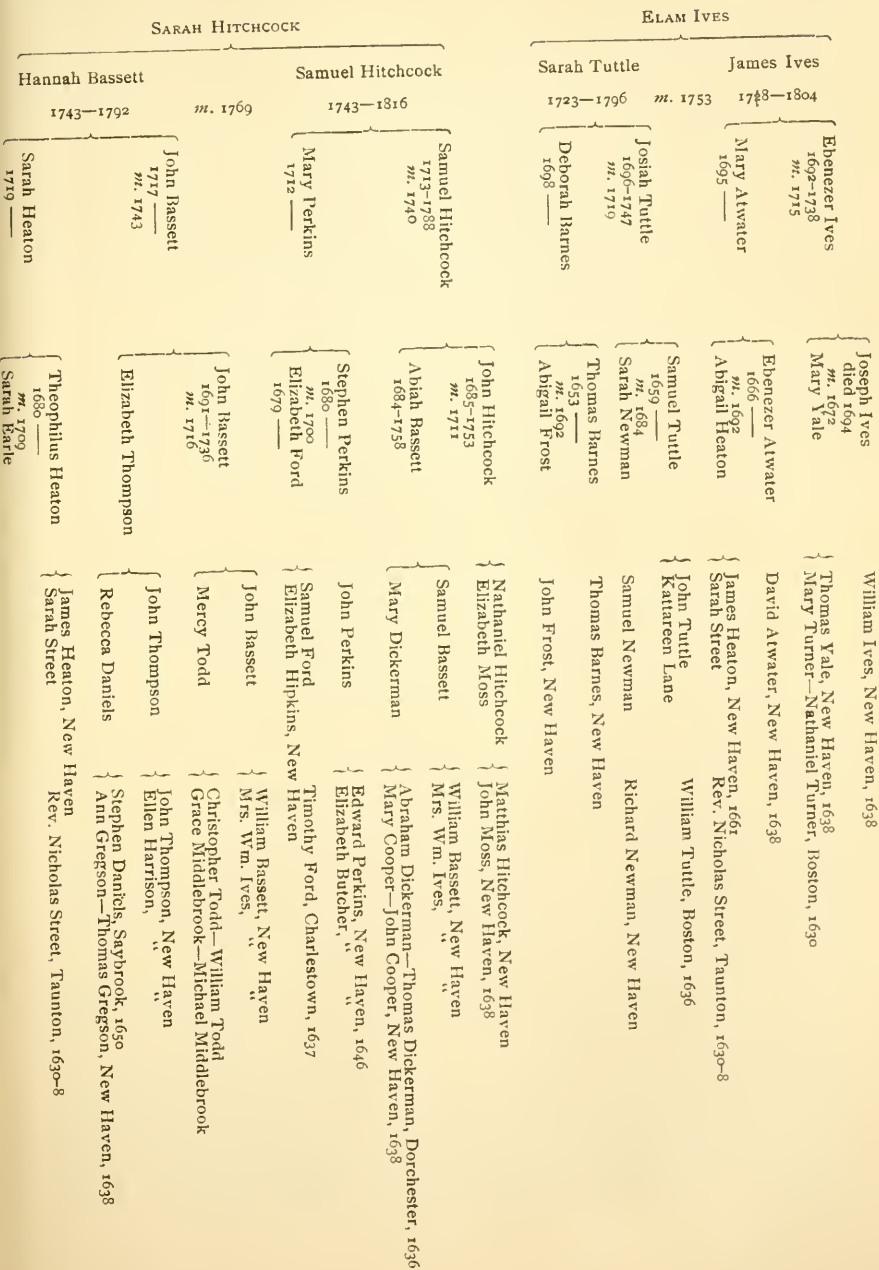 SARAH HITCHCOCK
ELAM IVES
Hannah Bassett
1743—1792
m. 1769
Samuel Hitchcock
1743—1816
Sarah Tuttle
1723—1796
m. 1753
James Ives
1718—1804
Ebenezer Ives
1692-1738
m. 1715
Mary Atwater
1695 ——
Josiah Tuttle
1696-1747
m. 1719
Deborah Barnes
1698 ——
Samuel Hitchcock
1713-1788
m. 1740
Mary Perkins
1712 ——
John Bassett
1717 ——
m. 1743
Sarah Heaton
1719 ——
Joseph Ives
died 1694
m. 1672
Mary Yale
Ebenezer Atwater
1666 ——
m. 1692
Abigail Heaton
Samuel Tuttle
1659 ——
m. 1684
Sarah Newman
Thomas Barnes
1653 ——
m. 1692
Abigail Frost
John Hitchcock
1685-1753
m. 1711
Abiah Bassett
1684-1758
Stephen Perkins
1680 ——
m. 1700
Elizabeth Ford
1679 ——
John Bassett
1691—1736
m. 1716
Elizabeth Thompson
Theophilus Heaton
1680 ——
m. 1709
Sarah Earle
William Ives, New Haven, 1638
Thomas Yale, New Haven, 1638
Mary Turner—Nathaniel Turner, Boston, 1630
David Atwater, New Haven, 1638
James Heaton, New Haven, 1661
Sarah Street
Rev. Nicholas Street, Taunton, 1630-8
John Tuttle
Kattareen Lane
William Tuttle, Boston, 1636
Samuel Newman
Richard Newman, New Haven
Thomas Barnes, New Haven
John Frost, New Haven
Nathaniel Hitchcock
Elizabeth Moss
Matthias Hitchcock, New Haven
John Moss, New Haven, 1638
Samuel Bassett
William Bassett, New Haven
Mrs. Wm. Ives, "
Mary Dickerman
Abraham Dickerman—Thomas Dickerman, Dorchester, 1636
Mary Cooper—John Cooper, New Haven, 1638
John Perkins
Edward Perkins, New Haven, 1646
Elizabeth Butcher, "
Samuel Ford
Elizabeth Hipkins, New Haven
Timothy Ford, Charlestown, 1637
John Bassett
William Bassett, New Haven
Mrs. Wm. Ives, "
Mercy Todd
Christopher Todd—William Todd
Grace Middlebrook—Michael Middlebrook
John Thompson
John Thompson, New Haven
Ellen Harrison, "
Rebecca Daniels
Stephen Daniels, Saybrook, 1650
Ann Gregson—Thomas Gregson, New Haven, 1638
James Heaton, New Haven
Sarah Street
Rev. Nicholas Street, Taunton, 1630-8